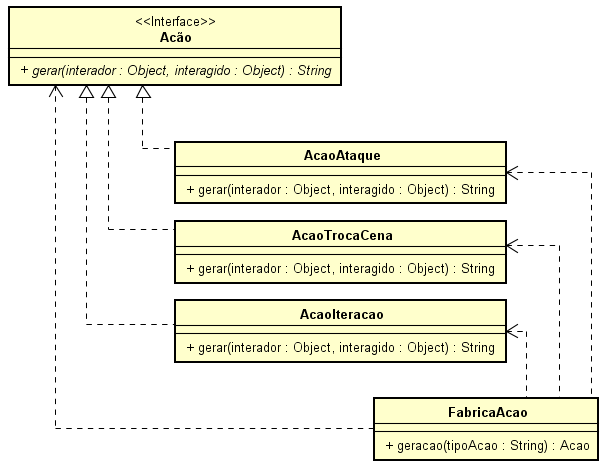 <<Interface>>
Acão
+ gerar(interador : Object, interagido : Object) : String
AcaoAtaque
+ gerar(interador : Object, interagido : Object) : String
AcaoTrocaCena
+ gerar(interador : Object, interagido : Object) : String
AcaoIteracao
+ gerar(interador : Object, interagido : Object) : String
FabricaAcao
+ geracao(tipoAcao : String) : Acao